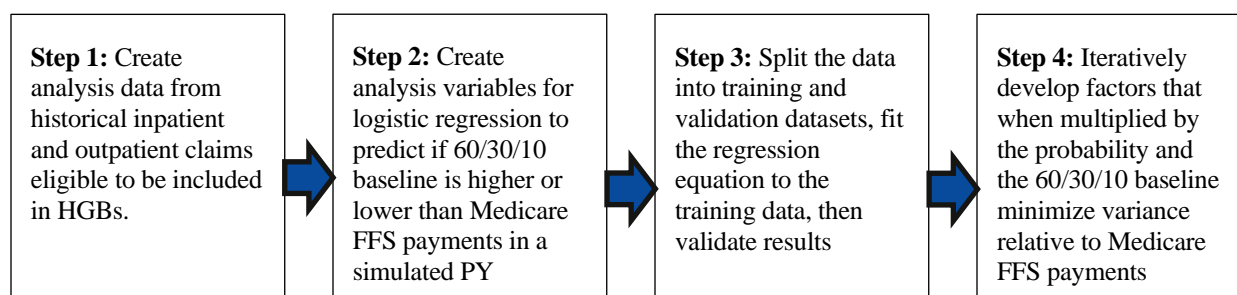 Step 1: Create
analysis data from
historical inpatient
and outpatient claims
eligible to be included
in HGBs.
Step 2: Create
analysis variables for
logistic regression to
predict if 60/30/10
baseline is higher or
lower than Medicare
FFS payments in a
simulated PY
Step 3: Split the data
into training and
validation datasets, fit
the regression
equation to the
training data, then
validate results
Step 4: Iteratively
develop factors that
when multiplied by
the probability and
the 60/30/10 baseline
minimize variance
relative to Medicare
FFS payments